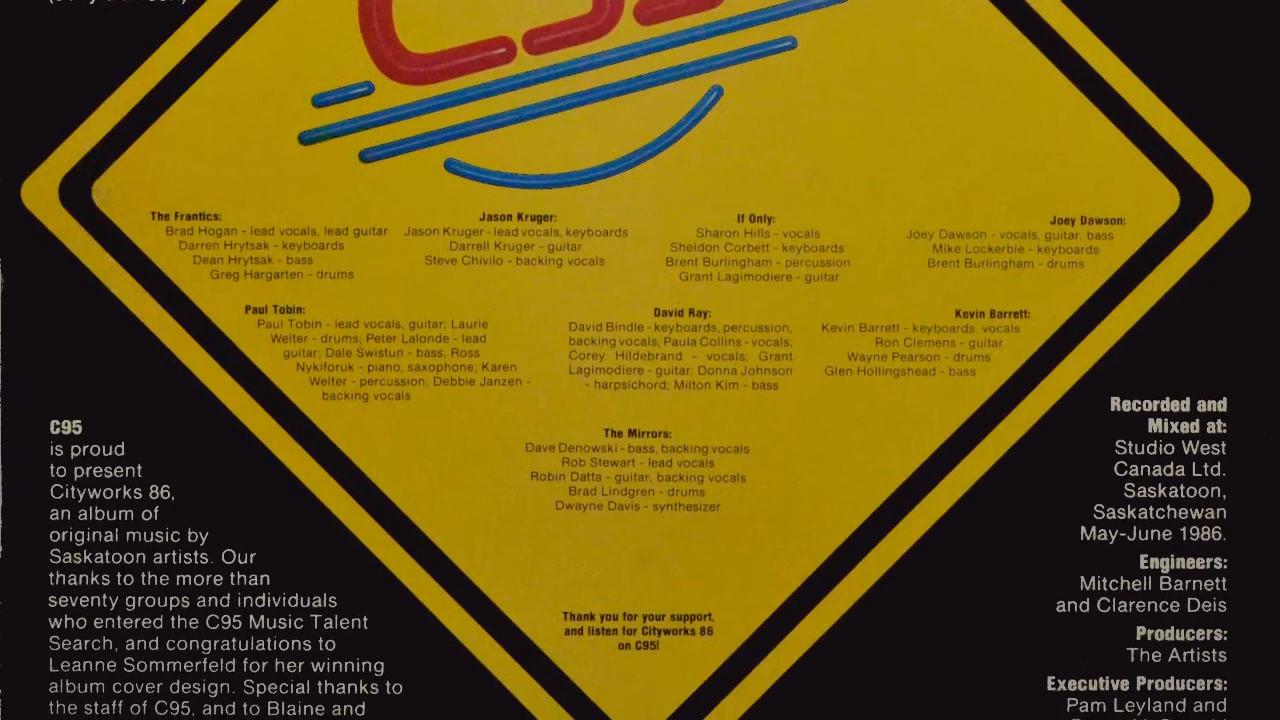 The Frantics:
Brad Hogan - lead vocals, lead guitar
Darren Hrytsak - keyboards
Dean Hrytsak - bass
Greg Hargarten - drums
Jason Kruger:
Jason Kruger - lead vocals, keyboards
Darrell Kruger - guitar
Steve Chivilo - backing vocals
If Only:
Sharon Hills - vocals
Sheldon Corbett - keyboards
Brent Burlingham - percussion
Grant Lagimodiere - guitar
Joey Dawson:
Joey Dawson - vocals, guitar, bass
Mike Lockerbie - keyboards
Brent Burlingham - drums
Paul Tobin:
Paul Tobin - lead vocals, guitar; Laurie
Welter - drums; Peter Lalonde - lead
guitar; Dale Swistun - bass, Ross
Nykiforuk - piano, saxophone; Karen
Welter - percussion; Debbie Janzen -
backing vocals
David Ray:
David Bindle - keyboards, percussion,
backing vocals; Paula Collins - vocals;
Corey Hildebrand - vocals; Grant
Lagimodiere - guitar; Donna Johnson
- harpsichord; Milton Kim - bass
Kevin Barrett:
Kevin Barrett - keyboards, vocals
Ron Clemens - guitar
Wayne Pearson - drums
Glen Hollingshead - bass
The Mirrors:
Dave Denowski - bass, backing vocals
Rob Stewart - lead vocals
Robin Datta - guitar, backing vocals
Brad Lindgren - drums
Dwayne Davis - synthesizer
Thank you for your support,
and listen for Cityworks 86
on C95!
C95
is proud
to present
Cityworks 86,
an album of
original music by
Saskatoon artists. Our
thanks to the more than
seventy groups and individuals
who entered the C95 Music Talent
Search, and congratulations to
Leanne Sommerfeld for her winning
album cover design. Special thanks to
the staff of C95, and to Blaine and
Recorded and
Mixed at:
Studio West
Canada Ltd.
Saskatoon,
Saskatchewan
May-June 1986.
Engineers:
Mitchell Barnett
and Clarence Deis
Producers:
The Artists
Executive Producers:
Pam Leyland and